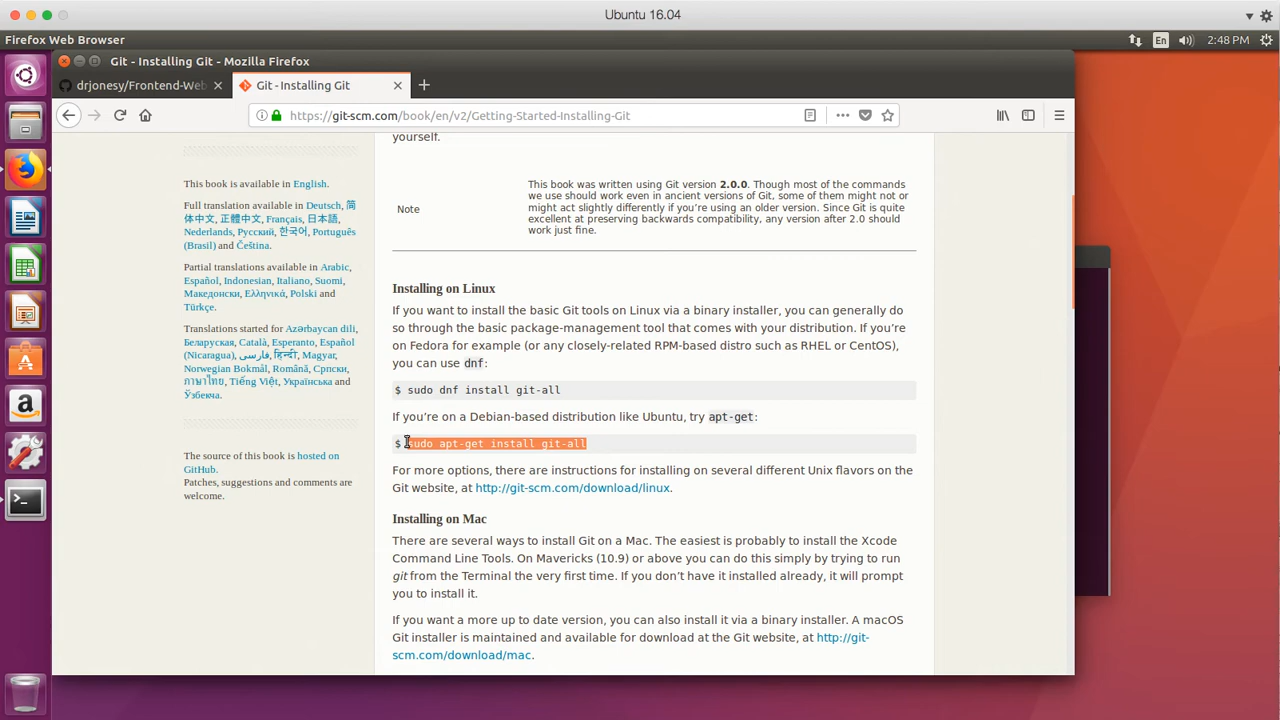 Ubuntu 16.04
Firefox Web Browser
En
2:48 PM
Git - Installing Git - Mozilla Firefox
drjonesy/Frontend-Web
Git - Installing Git
https://git-scm.com/book/en/v2/Getting-Started-Installing-Git
This book is available in English.
Full translation available in Deutsch, 简
体中文, 正體中文, Français, 日本語,
Nederlands, Русский, 한국어, Português
(Brasil) and Čeština.
Partial translations available in Arabic,
Español, Indonesian, Italiano, Suomi,
Македонски, Ελληνικά, Polski and
Türkçe.
Translations started for Azərbaycan dili,
Беларуская, Català, Esperanto, Español
(Nicaragua), فارسی, हिन्दी, Magyar,
Norwegian Bokmål, Română, Српски,
ภาษาไทย, Tiếng Việt, Українська and
Ўзбекча.
The source of this book is hosted on
GitHub.
Patches, suggestions and comments are
welcome.
yourself.
Note
This book was written using Git version 2.0.0. Though most of the commands
we use should work even in ancient versions of Git, some of them might not or
might act slightly differently if you're using an older version. Since Git is quite
excellent at preserving backwards compatibility, any version after 2.0 should
work just fine.
Installing on Linux
If you want to install the basic Git tools on Linux via a binary installer, you can generally do
so through the basic package-management tool that comes with your distribution. If you're
on Fedora for example (or any closely-related RPM-based distro such as RHEL or CentOS),
you can use dnf:
$ sudo dnf install git-all
If you're on a Debian-based distribution like Ubuntu, try apt-get:
$ sudo apt-get install git-all
For more options, there are instructions for installing on several different Unix flavors on the
Git website, at http://git-scm.com/download/linux.
Installing on Mac
There are several ways to install Git on a Mac. The easiest is probably to install the Xcode
Command Line Tools. On Mavericks (10.9) or above you can do this simply by trying to run
git from the Terminal the very first time. If you don't have it installed already, it will prompt
you to install it.
If you want a more up to date version, you can also install it via a binary installer. A macOS
Git installer is maintained and available for download at the Git website, at http://git-
scm.com/download/mac.